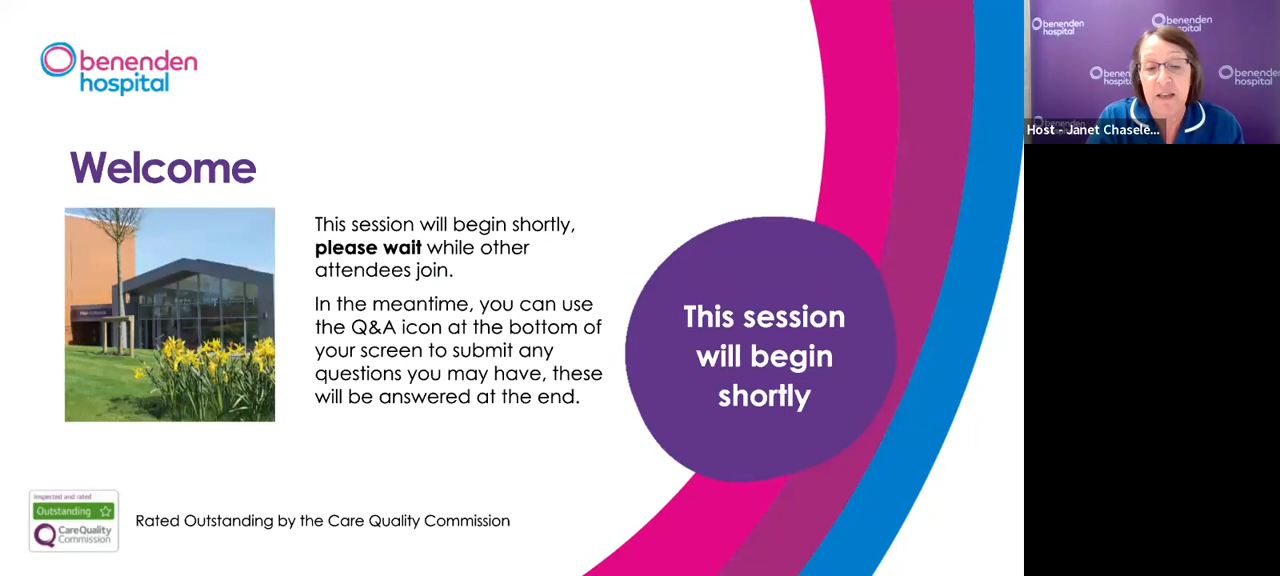 benenden
hospital
Welcome
This session will begin shortly,
please wait while other
attendees join.
In the meantime, you can use
the Q&A icon at the bottom of
your screen to submit any
questions you may have, these
will be answered at the end.
This session
will begin
shortly
Inspected and rated
Outstanding
CareQuality
Commission
Rated Outstanding by the Care Quality Commission
benenden
hospital
benenden
hospital
benende
hospital
Host - Janet Chasele...